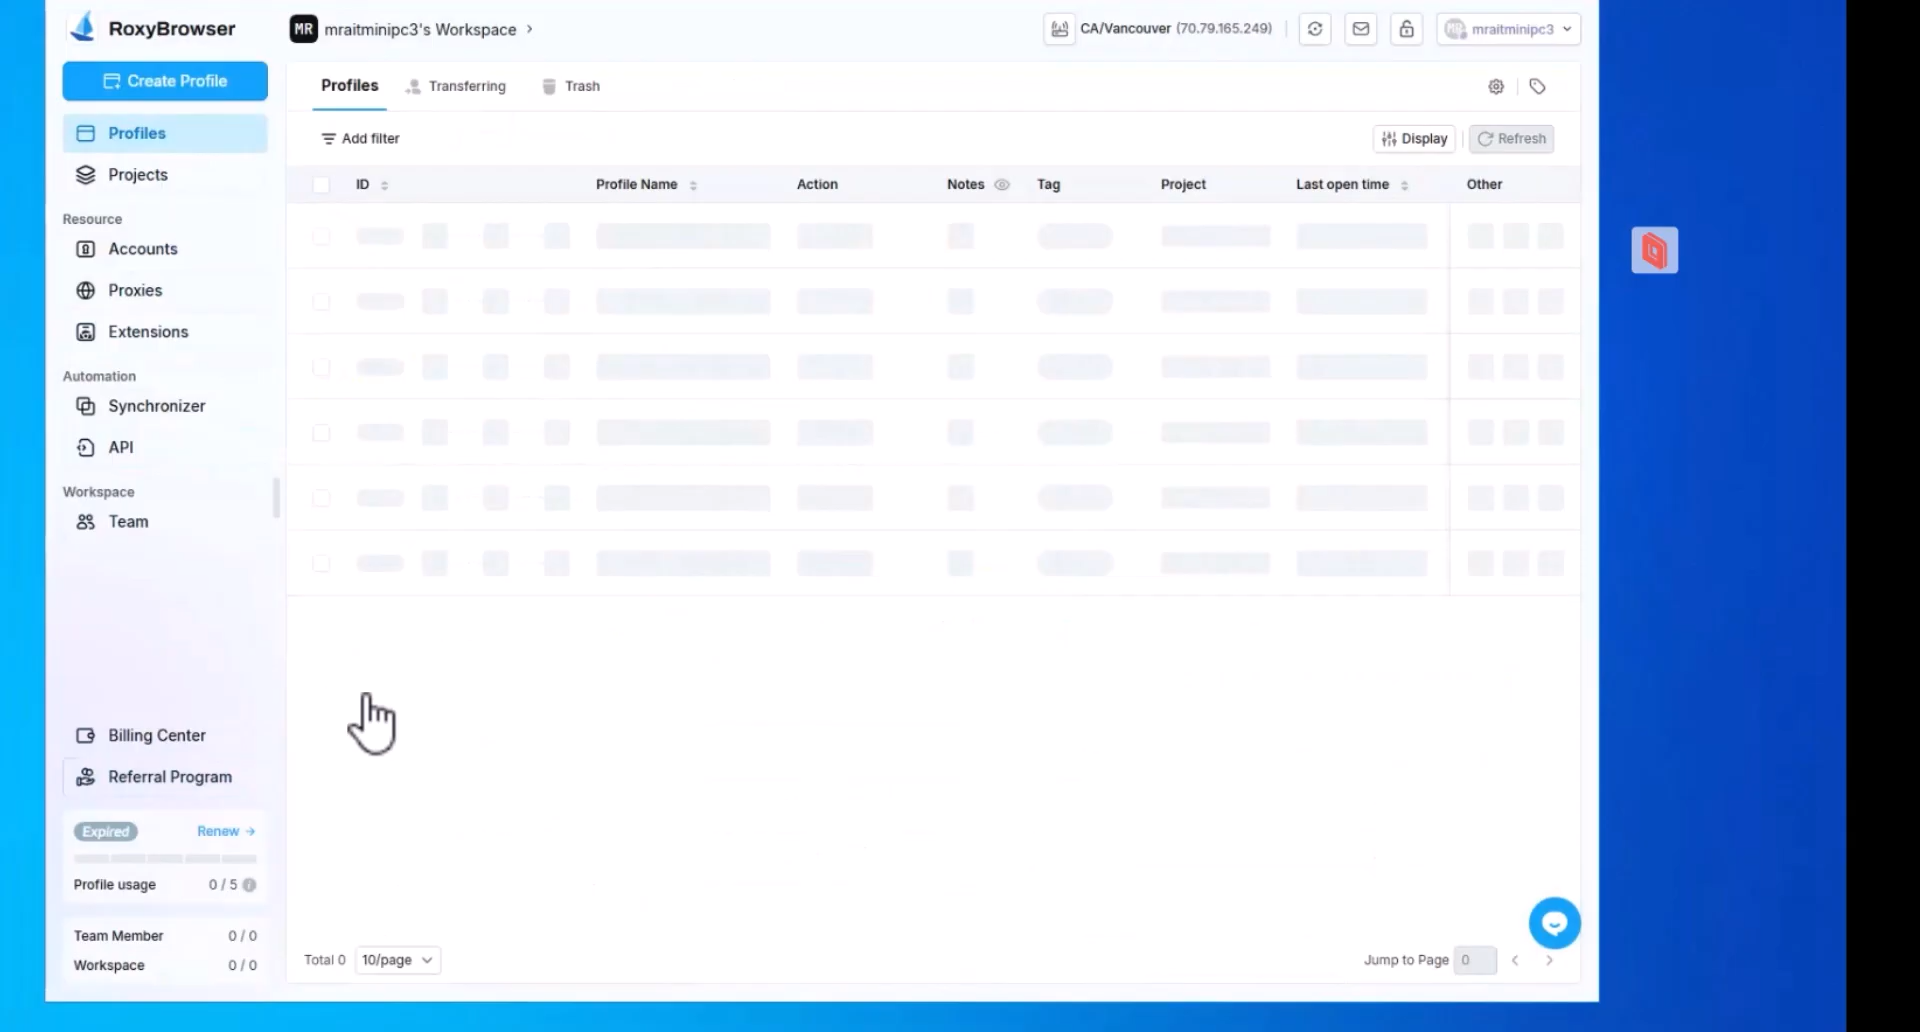 RoxyBrowser
MR mraitminipc3's Workspace
CA/Vancouver (70.79.165.249)
mraitminipc3
Create Profile
Profiles
Projects
Resource
Accounts
Proxies
Extensions
Automation
Synchronizer
API
Workspace
Team
Billing Center
Referral Program
Expired
Renew →
Profile usage 0 / 5
Team Member 0 / 0
Workspace 0 / 0
Profiles Transferring Trash
Add filter
Display Refresh
ID Profile Name Action Notes Tag Project Last open time Other
Total 0 10/page
Jump to Page 0